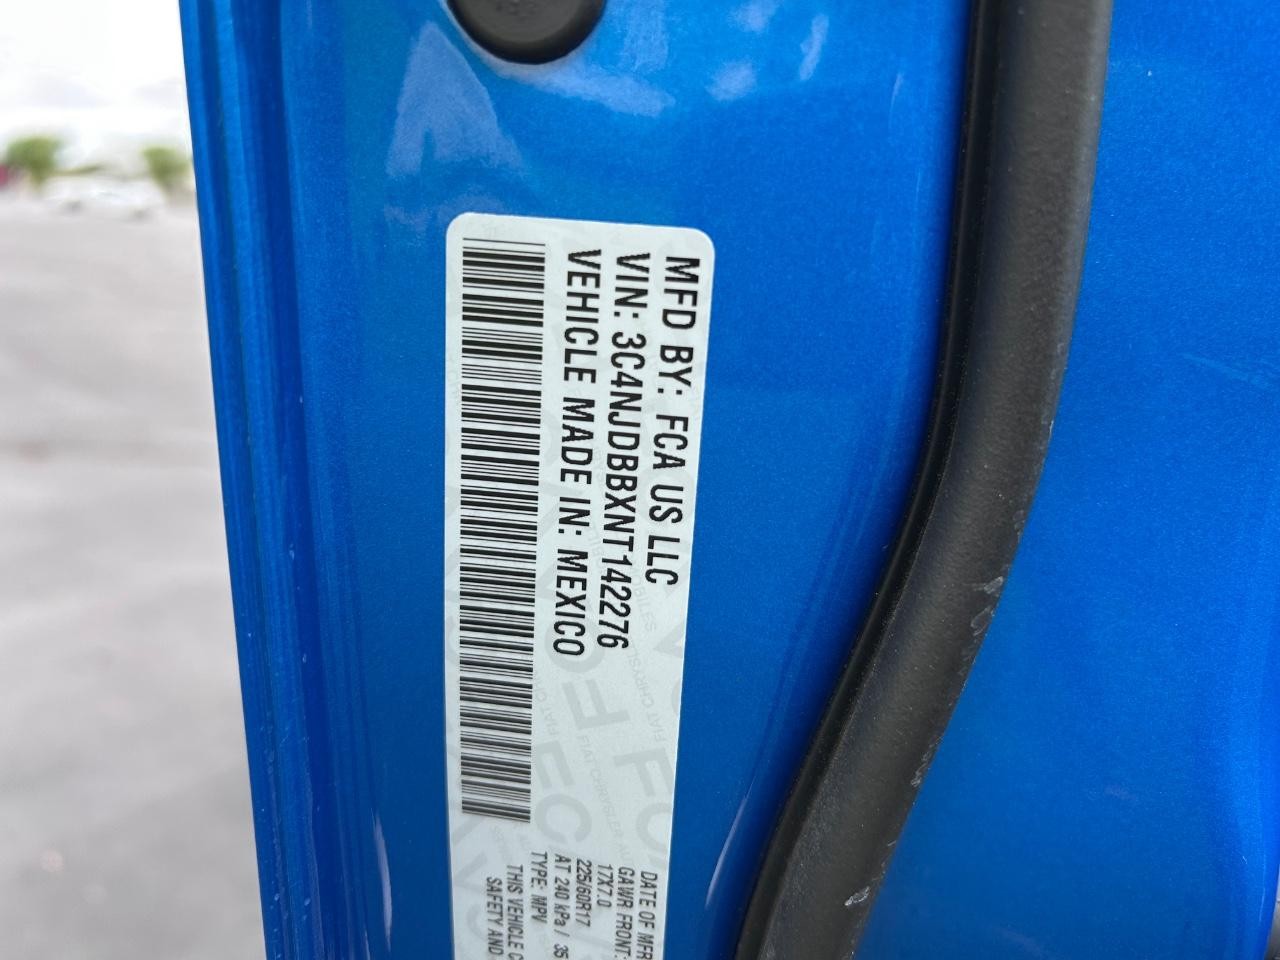 MFD BY: FCA US LLC
VIN: 3C4NJDBBXNT142276
VEHICLE MADE IN: MEXICO
DATE OF MFR
GAWR FRONT:
17X7.0
225/60R17
AT 240 kPa / 35
TYPE: MPV
THIS VEHICLE C
SAFETY AND